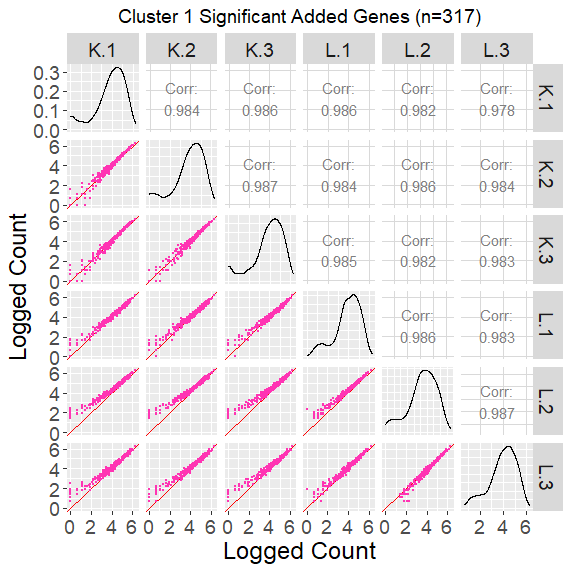 Cluster 1 Significant Added Genes (n=317)
K.1 K.2 K.3 L.1 L.2 L.3
0.3
0.2
0.1
0.0
Corr:
0.984
Corr:
0.986
Corr:
0.986
Corr:
0.982
Corr:
0.978
K.1
6
4
2
0
Corr:
0.987
Corr:
0.984
Corr:
0.986
Corr:
0.984
K.2
6
4
2
0
Corr:
0.985
Corr:
0.982
Corr:
0.983
K.3
6
4
2
0
Corr:
0.986
Corr:
0.983
L.1
6
4
2
0
Corr:
0.987
L.2
6
4
2
0
L.3
0 2 4 6 0 2 4 6 0 2 4 6 0 2 4 6 0 2 4 6 2 4 6
Logged Count
Logged Count